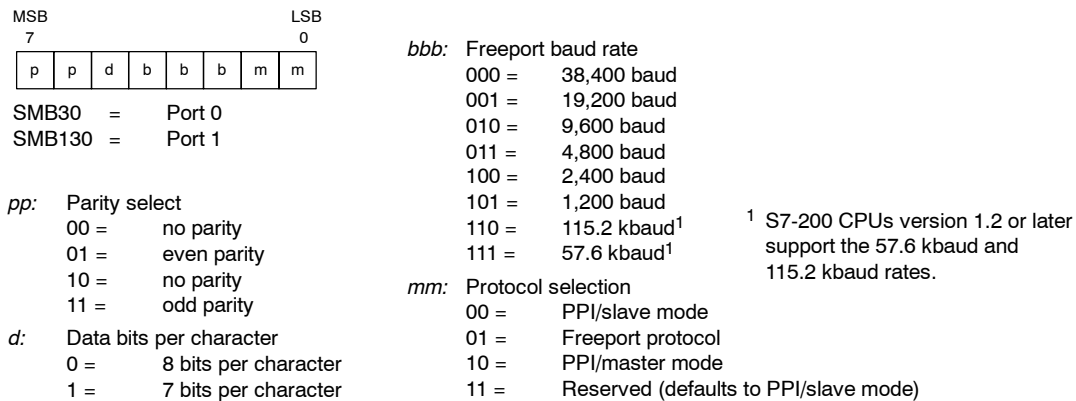 MSB LSB
7 0
p p d b b b m m
SMB30 = Port 0
SMB130 = Port 1
pp: Parity select
00 = no parity
01 = even parity
10 = no parity
11 = odd parity
d: Data bits per character
0 = 8 bits per character
1 = 7 bits per character
bbb: Freeport baud rate
000 = 38,400 baud
001 = 19,200 baud
010 = 9,600 baud
011 = 4,800 baud
100 = 2,400 baud
101 = 1,200 baud
110 = 115.2 kbaud¹
111 = 57.6 kbaud¹
mm: Protocol selection
00 = PPI/slave mode
01 = Freeport protocol
10 = PPI/master mode
11 = Reserved (defaults to PPI/slave mode)
¹ S7-200 CPUs version 1.2 or later
support the 57.6 kbaud and
115.2 kbaud rates.